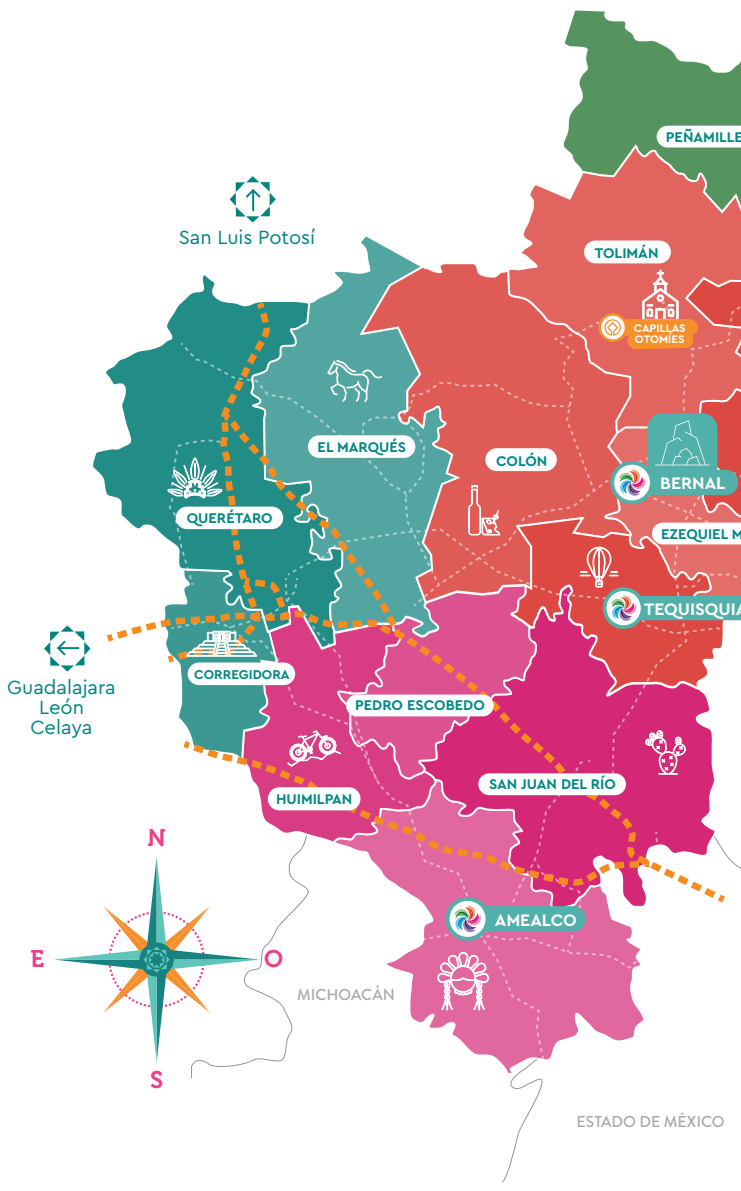 PEÑAMILLE
San Luis Potosí
TOLIMÁN
CAPILLAS
OTOMÍES
EL MARQUÉS
COLÓN
BERNAL
QUERÉTARO
EZEQUIEL M
TEQUISQUIA
Guadalajara
León
Celaya
CORREGIDORA
PEDRO ESCOBEDO
SAN JUAN DEL RÍO
HUIMILPAN
N
E
O
S
AMEALCO
MICHOACÁN
ESTADO DE MÉXICO